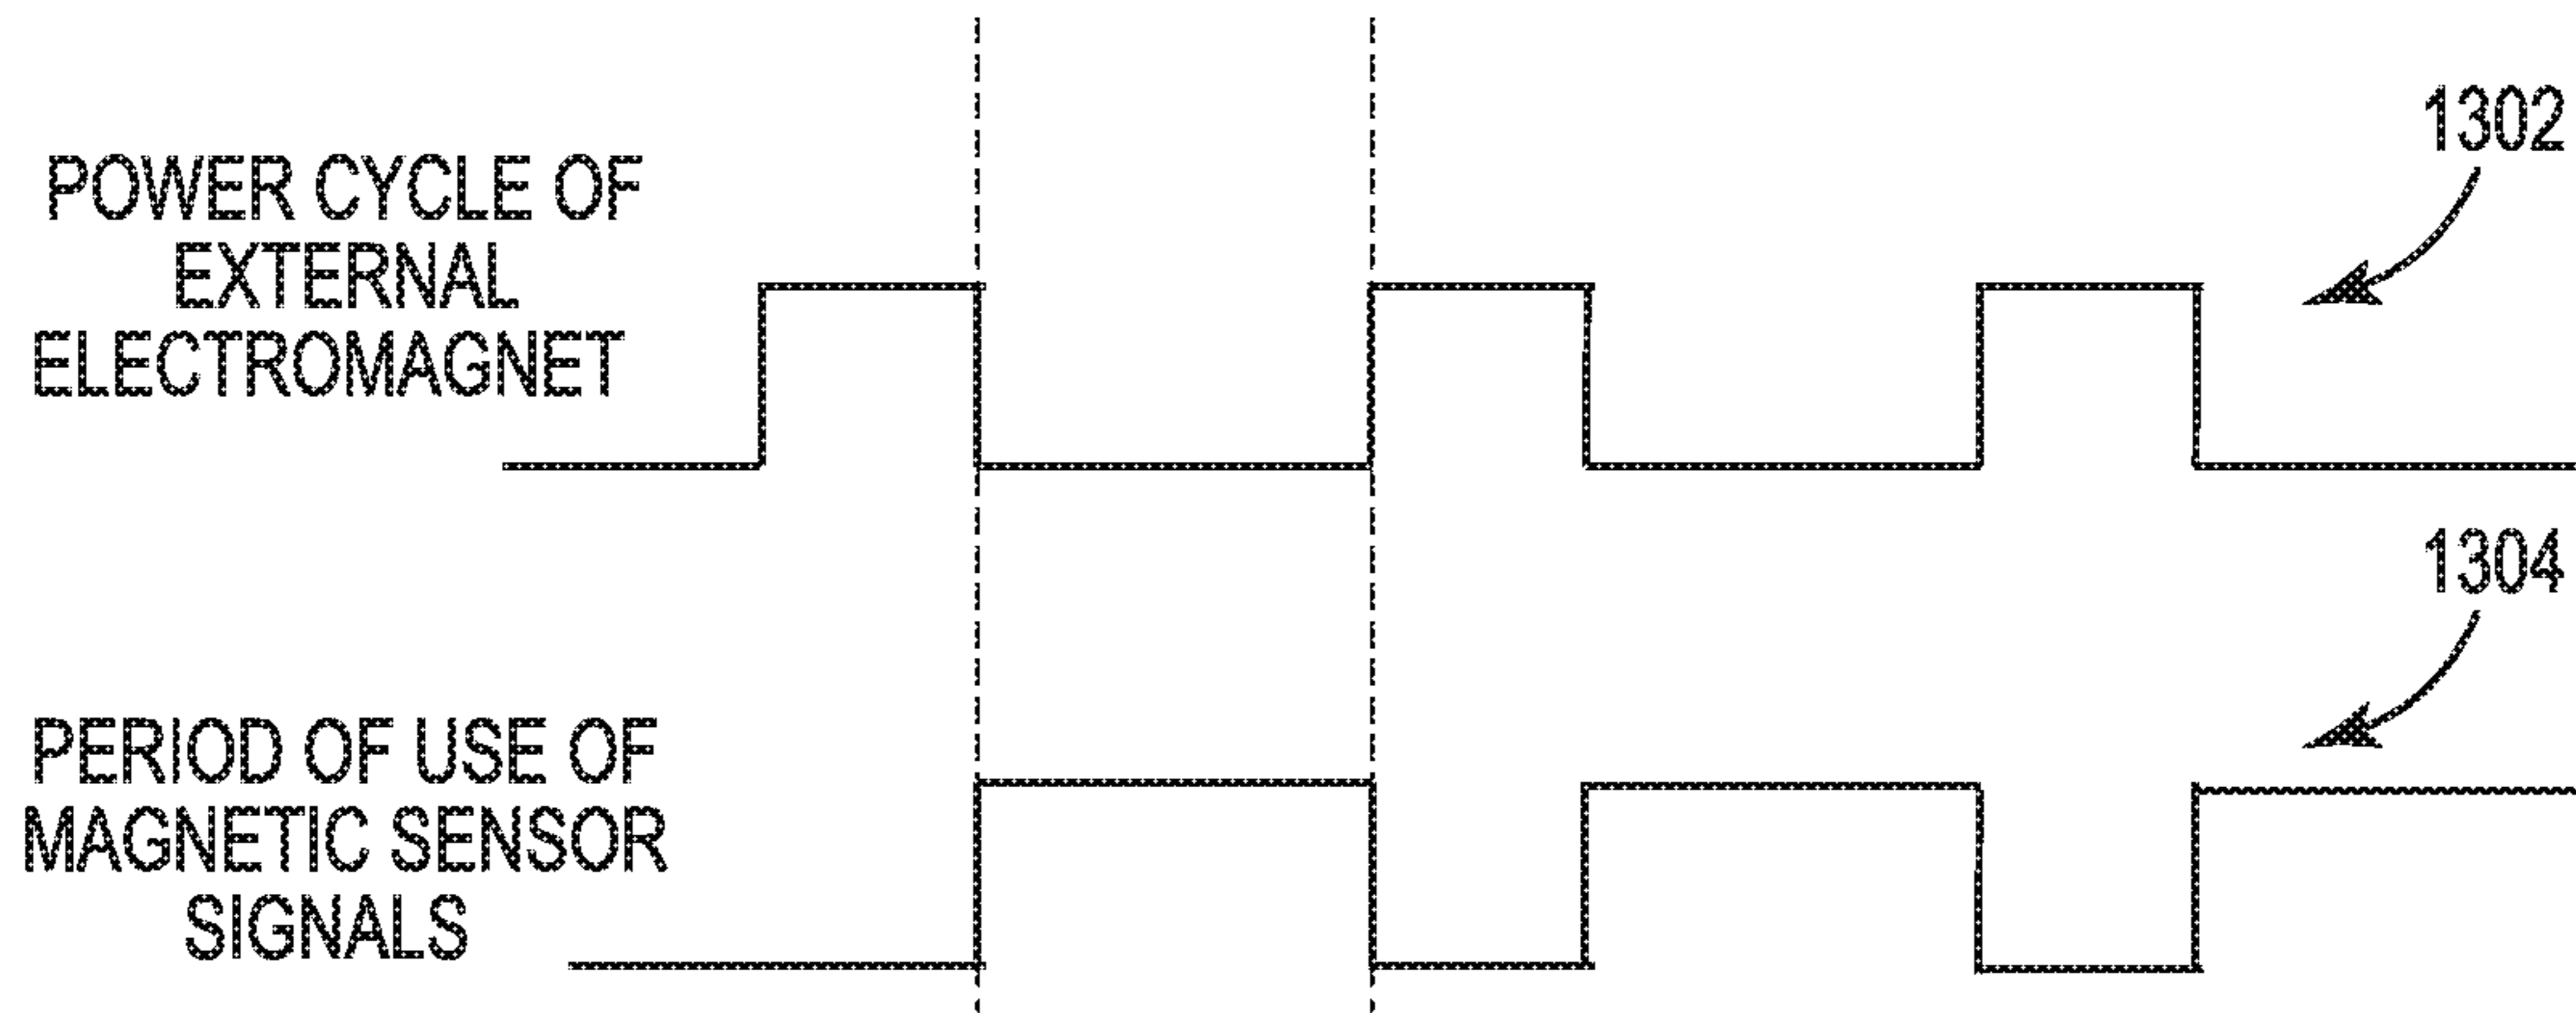 1302
POWER CYCLE OF
EXTERNAL
ELECTROMAGNET
1304
PERIOD OF USE OF
MAGNETIC SENSOR
SIGNALS